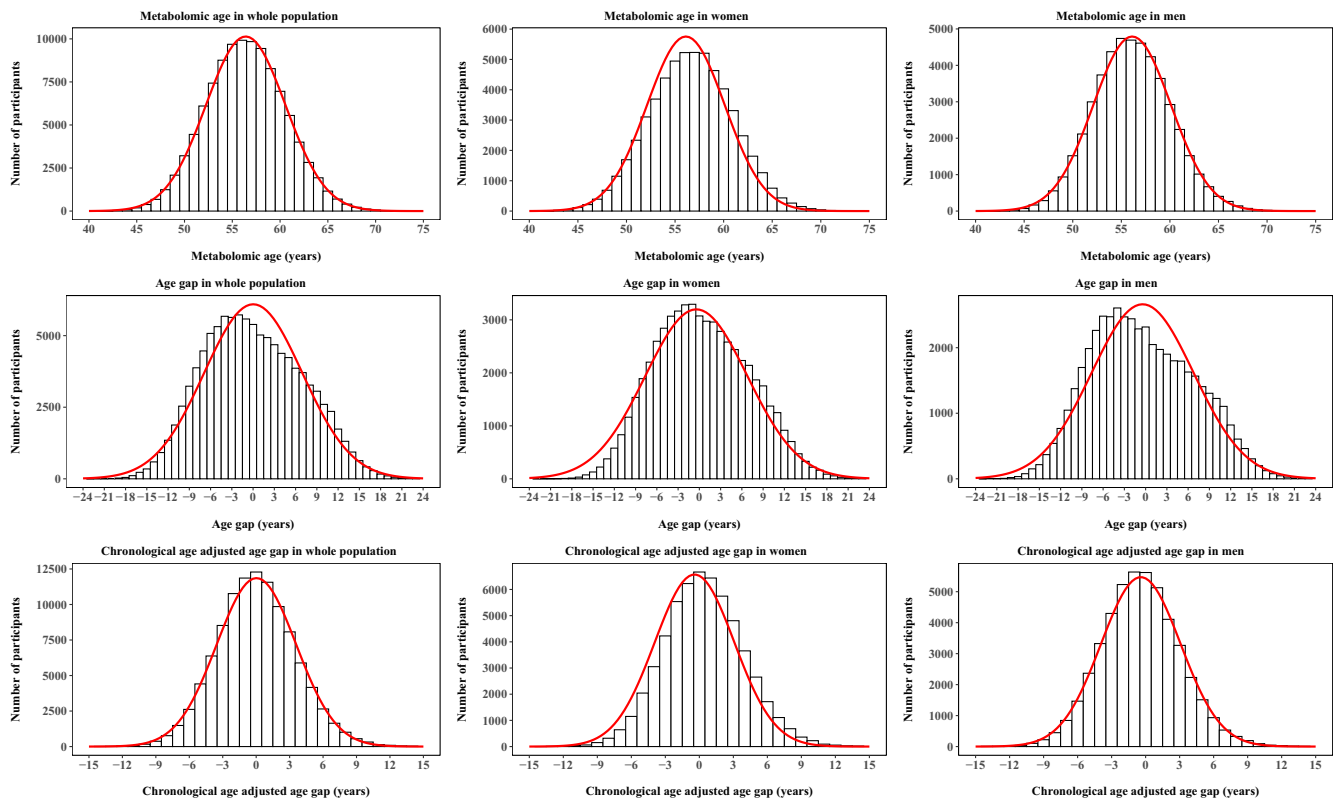 Metabolomic age in whole population
Number of participants
10000
7500
5000
2500
0
40 45 50 55 60 65 70 75
Metabolomic age (years)
Metabolomic age in women
Number of participants
6000
5000
4000
3000
2000
1000
0
40 45 50 55 60 65 70 75
Metabolomic age (years)
Metabolomic age in men
Number of participants
5000
4000
3000
2000
1000
0
40 45 50 55 60 65 70 75
Metabolomic age (years)
Age gap in whole population
Number of participants
5000
2500
0
−24 −21 −18 −15 −12 −9 −6 −3 0 3 6 9 12 15 18 21 24
Age gap (years)
Age gap in women
Number of participants
3000
2000
1000
0
−24 −21 −18 −15 −12 −9 −6 −3 0 3 6 9 12 15 18 21 24
Age gap (years)
Age gap in men
Number of participants
2000
1000
0
−24 −21 −18 −15 −12 −9 −6 −3 0 3 6 9 12 15 18 21 24
Age gap (years)
Chronological age adjusted age gap in whole population
Number of participants
12500
10000
7500
5000
2500
0
−15 −12 −9 −6 −3 0 3 6 9 12 15
Chronological age adjusted age gap (years)
Chronological age adjusted age gap in women
Number of participants
6000
5000
4000
3000
2000
1000
0
−15 −12 −9 −6 −3 0 3 6 9 12 15
Chronological age adjusted age gap (years)
Chronological age adjusted age gap in men
Number of participants
5000
4000
3000
2000
1000
0
−15 −12 −9 −6 −3 0 3 6 9 12 15
Chronological age adjusted age gap (years)